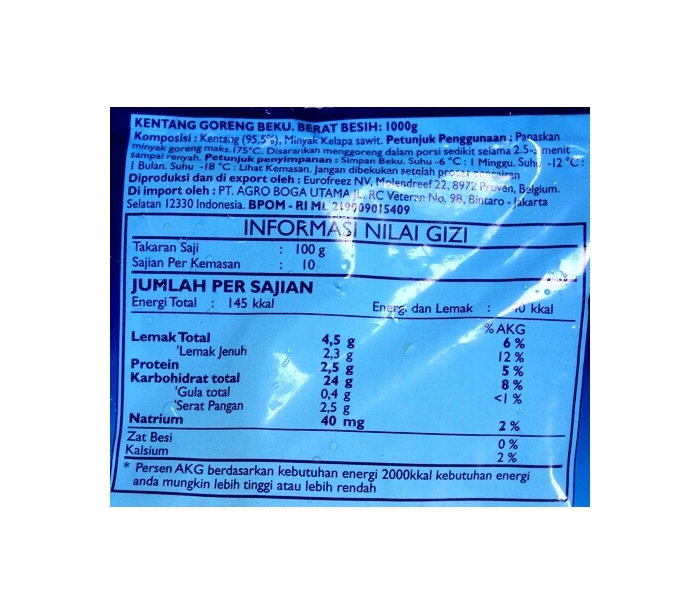 KENTANG GORENG BEKU. BERAT BESIH: 1000g
Komposisi : Kentang (95,5%), Minyak Kelapa sawit. Petunjuk Penggunaan : Panaskan
minyak goreng maks.175°C. Disarankan menggoreng dalam porsi sedikit selama 2.5- menit
sampai renyah. Petunjuk penyimpanan : Simpan Beku. Suhu -6 °C : 1 Minggu. Suhu -12 °C :
1 Bulan. Suhu -18 °C : Lihat Kemasan. Jangan dibekukan setelah proses
Diproduksi dan di export oleh : Eurofreez NV, Molendreef 22, 8972 Proven, Belgium.
Di import oleh : PT. AGRO BOGA UTAMA JL. RC Veteran No. 9B, Bintaro - Jakarta
Selatan 12330 Indonesia. BPOM - RI ML 219009015409
INFORMASI NILAI GIZI
Takaran Saji : 100 g
Sajian Per Kemasan : 10
JUMLAH PER SAJIAN
Energi Total : 145 kkal Energi dan Lemak : kkal
% AKG
Lemak Total 4,5 g 6 %
'Lemak Jenuh 2,3 g 12 %
Protein 2,5 g 5 %
Karbohidrat total 24 g 8 %
'Gula total 0,4 g <1 %
'Serat Pangan 2,5 g
Natrium 40 mg 2 %
Zat Besi 0 %
Kalsium 2 %
* Persen AKG berdasarkan kebutuhan energi 2000kkal kebutuhan energi
anda mungkin lebih tinggi atau lebih rendah